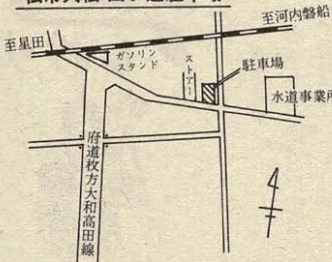 至星田
至河内磐船
ガソリン
スタンド
ストアー
駐車場
水道事業所
府道枚方大和高田線